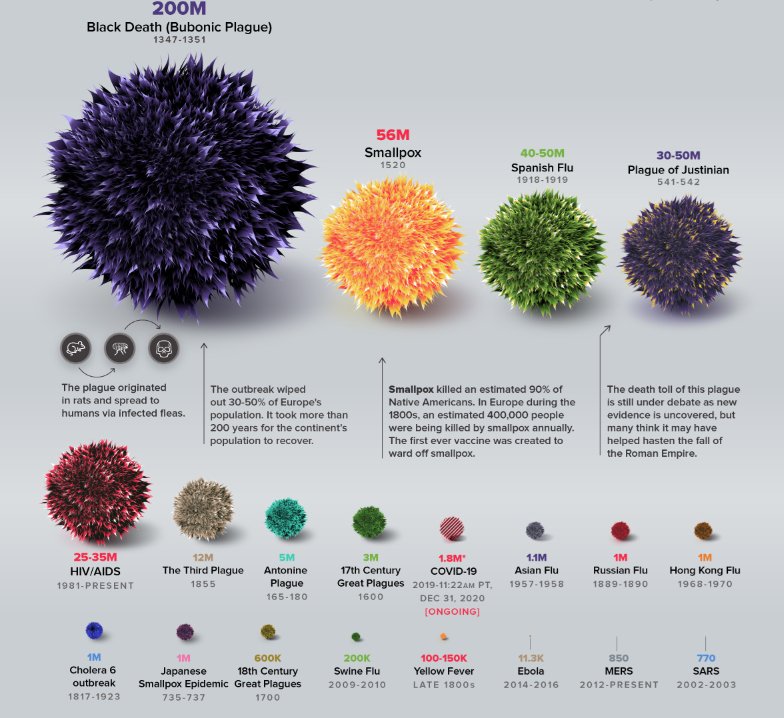 200M
Black Death (Bubonic Plague)
1347-1351
56M
Smallpox
1520
40-50M
Spanish Flu
1918-1919
30-50M
Plague of Justinian
541-542
The plague originated
in rats and spread to
humans via infected fleas.
The outbreak wiped
out 30-50% of Europe's
population. It took more than
200 years for the continent's
population to recover.
Smallpox killed an estimated 90% of
Native Americans. In Europe during the
1800s, an estimated 400,000 people
were being killed by smallpox annually.
The first ever vaccine was created to
ward off smallpox.
The death toll of this plague
is still under debate as new
evidence is uncovered, but
many think it may have
helped hasten the fall of
the Roman Empire.
25-35M
HIV/AIDS
1981-PRESENT
12M
The Third Plague
1855
5M
Antonine
Plague
165-180
3M
17th Century
Great Plagues
1600
1.8M*
COVID-19
2019-11:22AM PT,
DEC 31, 2020
[ONGOING]
1.1M
Asian Flu
1957-1958
1M
Russian Flu
1889-1890
1M
Hong Kong Flu
1968-1970
1M
Cholera 6
outbreak
1817-1923
1M
Japanese
Smallpox Epidemic
735-737
600K
18th Century
Great Plagues
1700
200K
Swine Flu
2009-2010
100-150K
Yellow Fever
LATE 1800s
11.3K
Ebola
2014-2016
850
MERS
2012-PRESENT
770
SARS
2002-2003